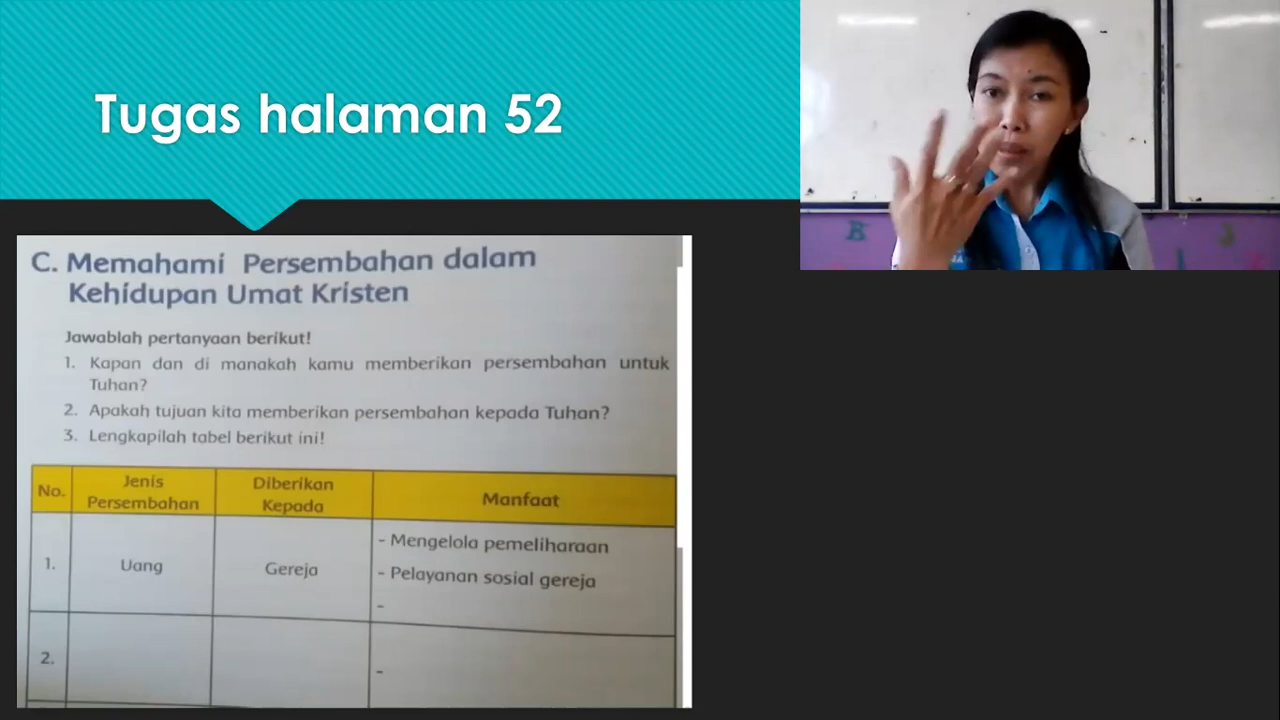 Tugas halaman 52
C. Memahami Persembahan dalam
Kehidupan Umat Kristen
Jawablah pertanyaan berikut!
1. Kapan dan di manakah kamu memberikan persembahan untuk
Tuhan?
2. Apakah tujuan kita memberikan persembahan kepada Tuhan?
3. Lengkapilah tabel berikut ini!
No. Jenis Persembahan Diberikan Kepada Manfaat
1. Uang Gereja - Mengelola pemeliharaan
- Pelayanan sosial gereja
-
2. -